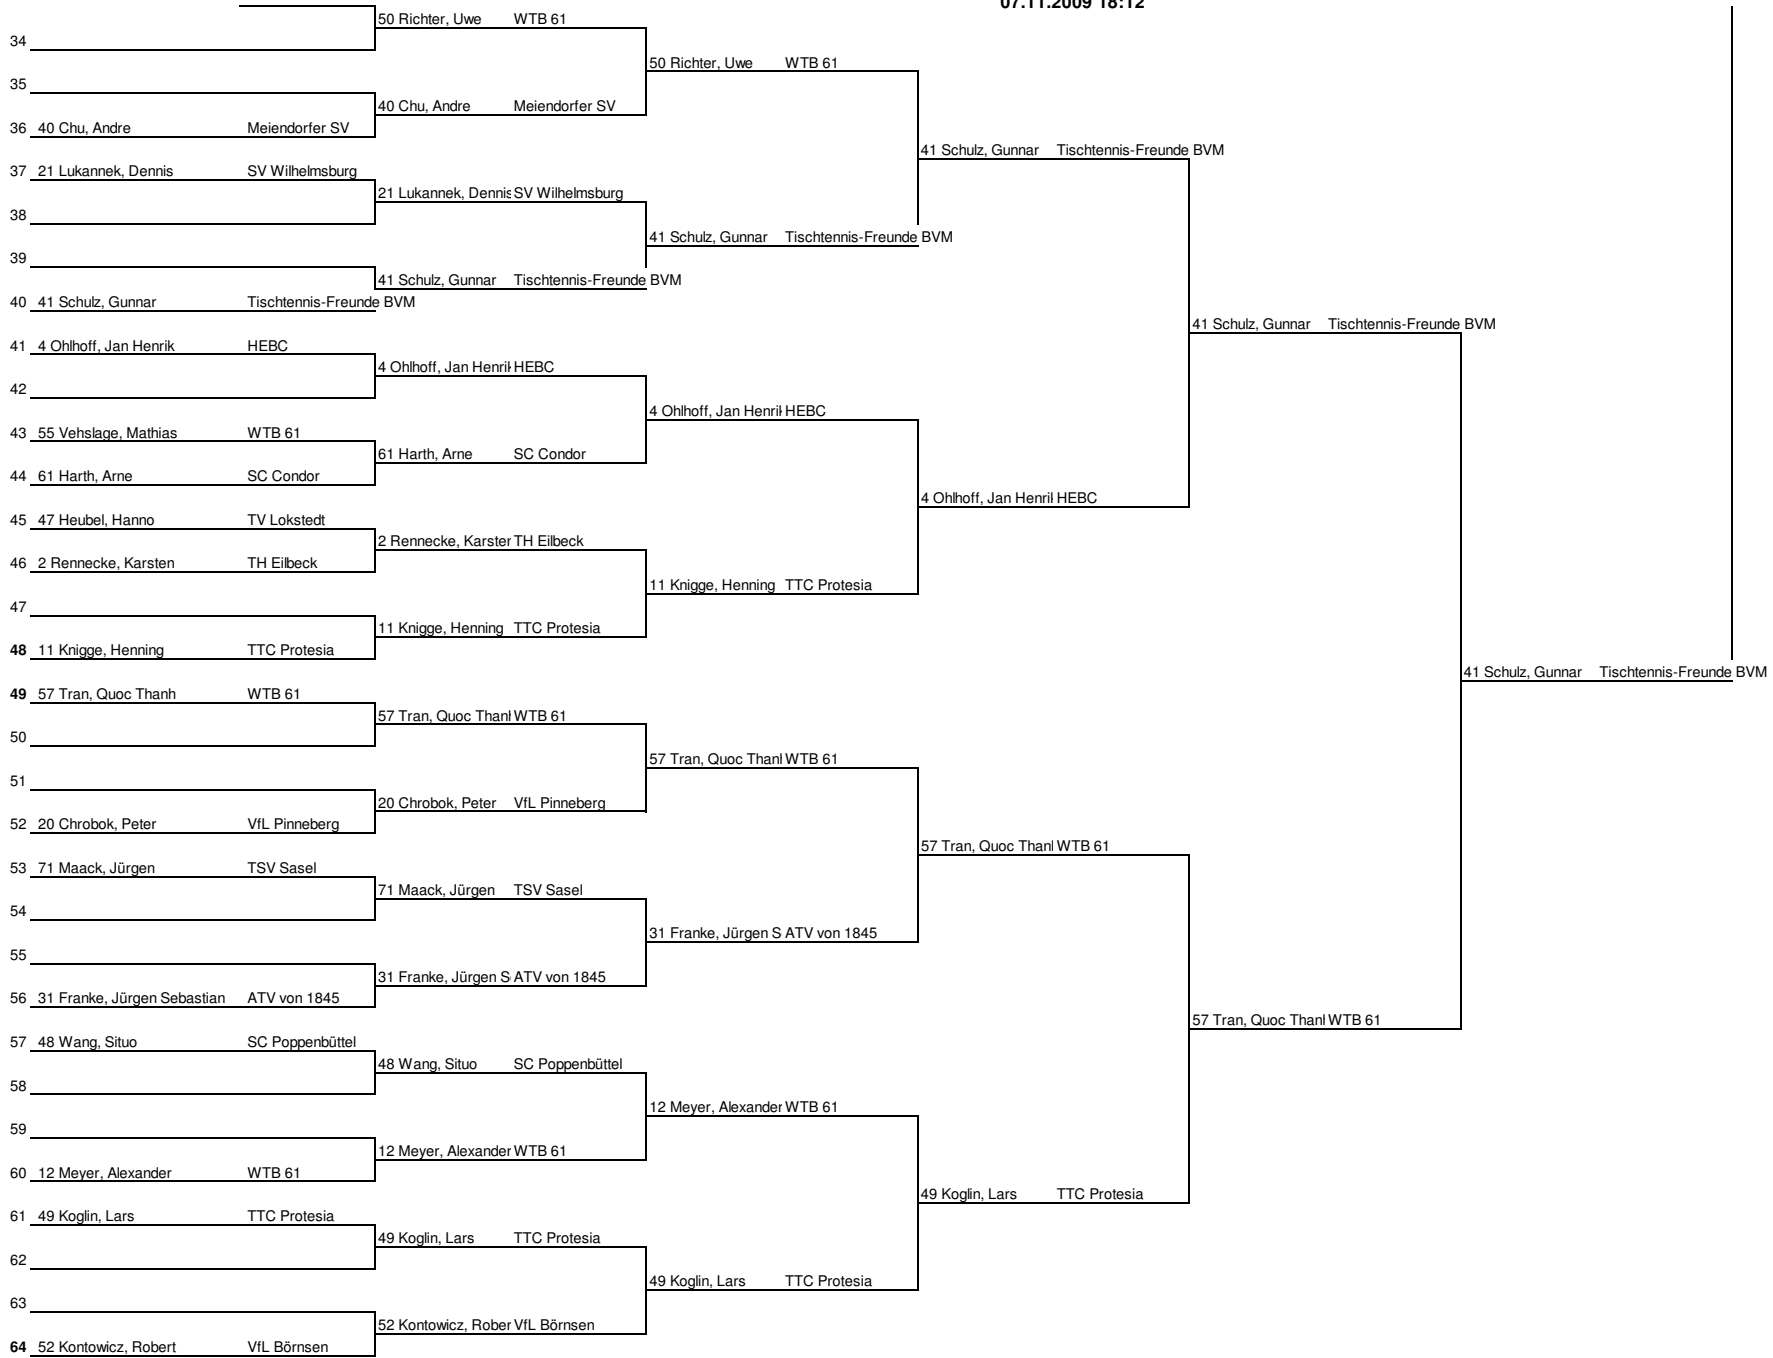 07.11.2009 18:12
50 Richter, Uwe WTB 61
34
50 Richter, Uwe WTB 61
35
40 Chu, Andre Meiendorfer SV
36 40 Chu, Andre Meiendorfer SV
41 Schulz, Gunnar Tischtennis-Freunde BVM
37 21 Lukannek, Dennis SV Wilhelmsburg
21 Lukannek, Dennis SV Wilhelmsburg
38
41 Schulz, Gunnar Tischtennis-Freunde BVM
39
41 Schulz, Gunnar Tischtennis-Freunde BVM
40 41 Schulz, Gunnar Tischtennis-Freunde BVM
41 Schulz, Gunnar Tischtennis-Freunde BVM
41 4 Ohlhoff, Jan Henrik HEBC
4 Ohlhoff, Jan Henrik HEBC
42
4 Ohlhoff, Jan Henrik HEBC
43 55 Vehslage, Mathias WTB 61
61 Harth, Arne SC Condor
44 61 Harth, Arne SC Condor
4 Ohlhoff, Jan Henrik HEBC
45 47 Heubel, Hanno TV Lokstedt
2 Rennecke, Karsten TH Eilbeck
46 2 Rennecke, Karsten TH Eilbeck
11 Knigge, Henning TTC Protesia
47
11 Knigge, Henning TTC Protesia
48 11 Knigge, Henning TTC Protesia
41 Schulz, Gunnar Tischtennis-Freunde BVM
49 57 Tran, Quoc Thanh WTB 61
57 Tran, Quoc Thanh WTB 61
50
57 Tran, Quoc Thanh WTB 61
51
20 Chrobok, Peter VfL Pinneberg
52 20 Chrobok, Peter VfL Pinneberg
57 Tran, Quoc Thanh WTB 61
53 71 Maack, Jürgen TSV Sasel
71 Maack, Jürgen TSV Sasel
54
31 Franke, Jürgen S ATV von 1845
55
31 Franke, Jürgen S ATV von 1845
56 31 Franke, Jürgen Sebastian ATV von 1845
57 Tran, Quoc Thanh WTB 61
57 48 Wang, Situo SC Poppenbüttel
48 Wang, Situo SC Poppenbüttel
58
12 Meyer, Alexander WTB 61
59
12 Meyer, Alexander WTB 61
60 12 Meyer, Alexander WTB 61
49 Koglin, Lars TTC Protesia
61 49 Koglin, Lars TTC Protesia
49 Koglin, Lars TTC Protesia
62
49 Koglin, Lars TTC Protesia
63
52 Kontowicz, Rober VfL Börnsen
64 52 Kontowicz, Robert VfL Börnsen